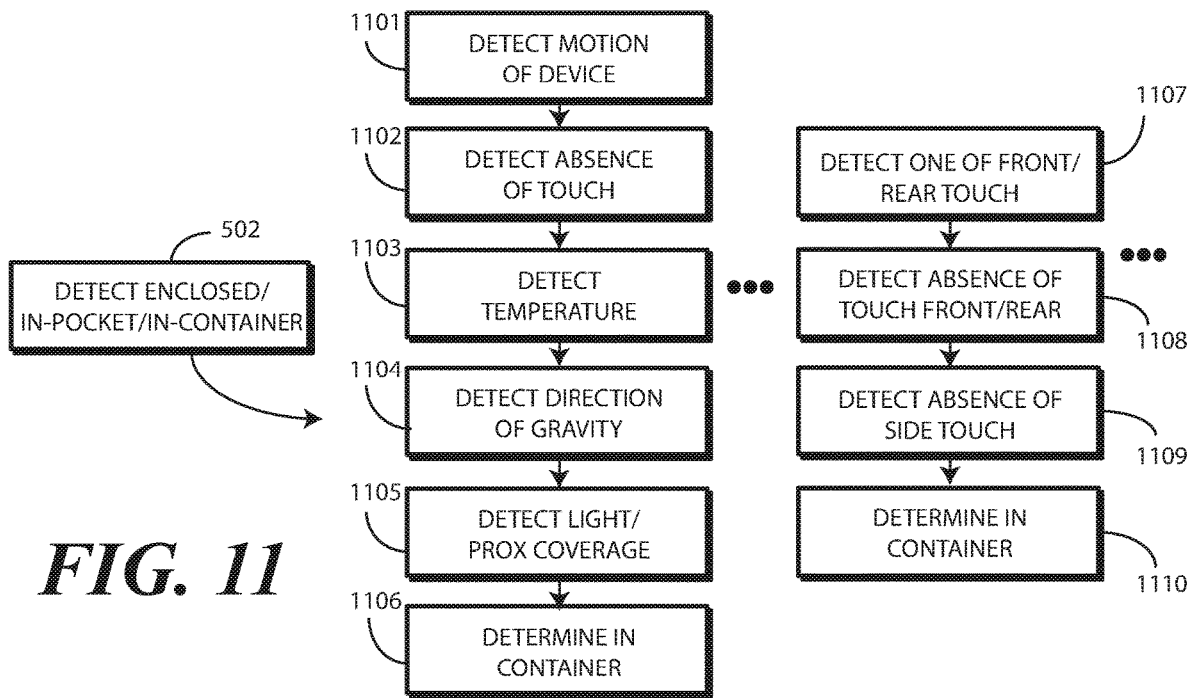 502
DETECT ENCLOSED/
IN-POCKET/IN-CONTAINER
1101
DETECT MOTION
OF DEVICE
1102
DETECT ABSENCE
OF TOUCH
1103
DETECT
TEMPERATURE
1104
DETECT DIRECTION
OF GRAVITY
1105
DETECT LIGHT/
PROX COVERAGE
1106
DETERMINE IN
CONTAINER
1107
DETECT ONE OF FRONT/
REAR TOUCH
DETECT ABSENCE OF
TOUCH FRONT/REAR
1108
DETECT ABSENCE OF
SIDE TOUCH
1109
DETERMINE IN
CONTAINER
1110
FIG. 11